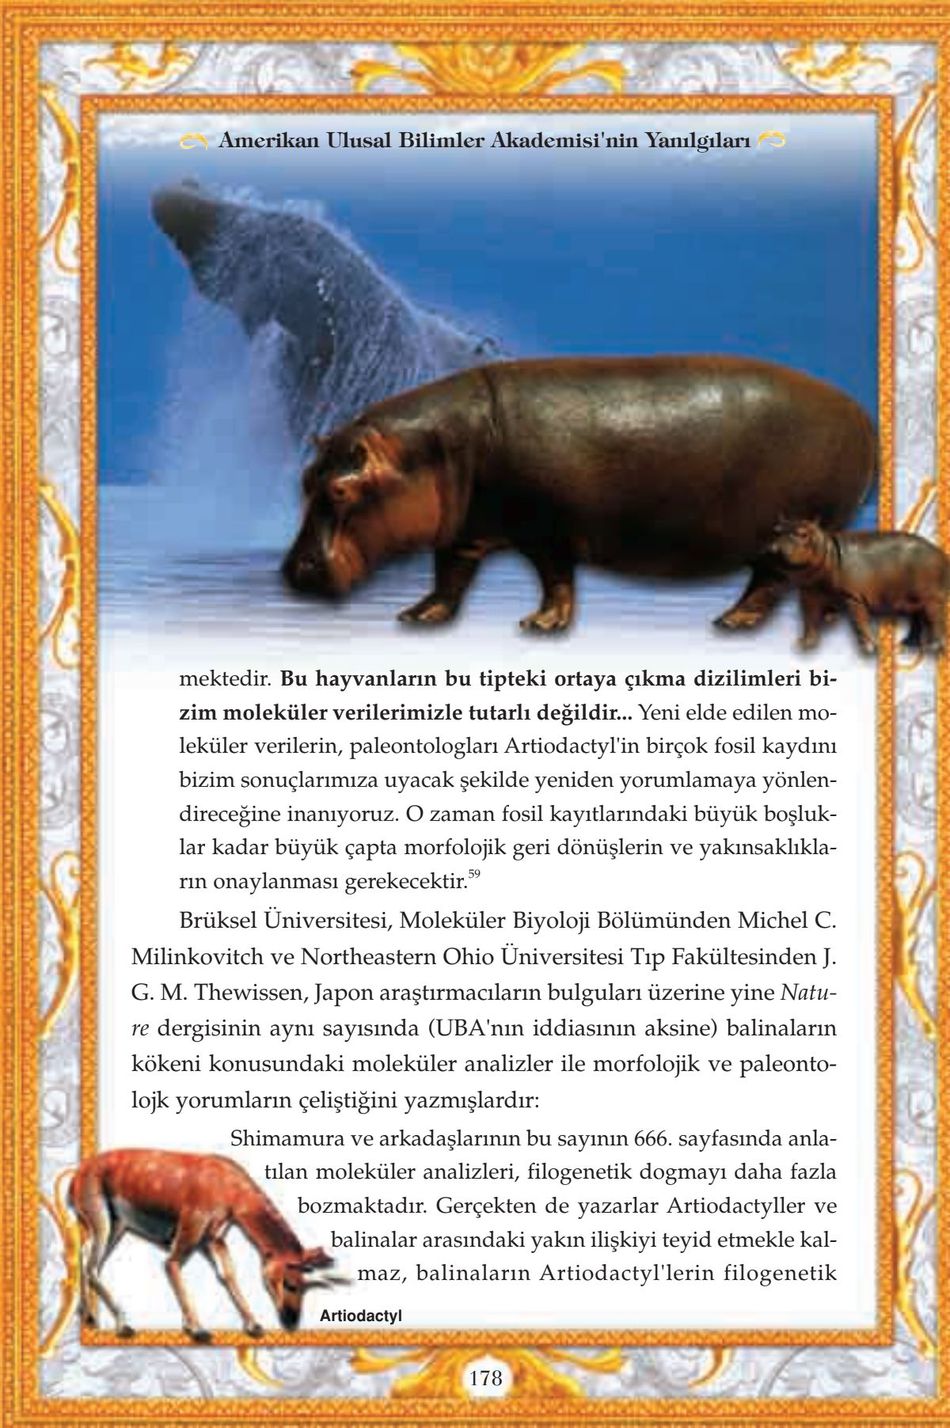 Amerikan Ulusal Bilimler Akademisi'nin Yanılgıları
mektedir. Bu hayvanların bu tipteki ortaya çıkma dizilimleri bi-
zim moleküler verilerimizle tutarlı değildir... Yeni elde edilen mo-
leküler verilerin, paleontologları Artiodactyl'in birçok fosil kaydını
bizim sonuçlarımıza uyacak şekilde yeniden yorumlamaya yönlen-
direceğine inanıyoruz. O zaman fosil kayıtlarındaki büyük boşluk-
lar kadar büyük çapta morfolojik geri dönüşlerin ve yakınsaklıkla-
rın onaylanması gerekecektir.59
Brüksel Üniversitesi, Moleküler Biyoloji Bölümünden Michel C.
Milinkovitch ve Northeastern Ohio Üniversitesi Tıp Fakültesinden J.
G. M. Thewissen, Japon araştırmacıların bulguları üzerine yine Natu-
re dergisinin aynı sayısında (UBA'nın iddiasının aksine) balinaların
kökeni konusundaki moleküler analizler ile morfolojik ve paleonto-
lojk yorumların çeliştiğini yazmışlardır:
Shimamura ve arkadaşlarının bu sayının 666. sayfasında anla-
tılan moleküler analizleri, filogenetik dogmayı daha fazla
bozmaktadır. Gerçekten de yazarlar Artiodactyller ve
balinalar arasındaki yakın ilişkiyi teyid etmekle kal-
maz, balinaların Artiodactyl'lerin filogenetik
Artiodactyl
178